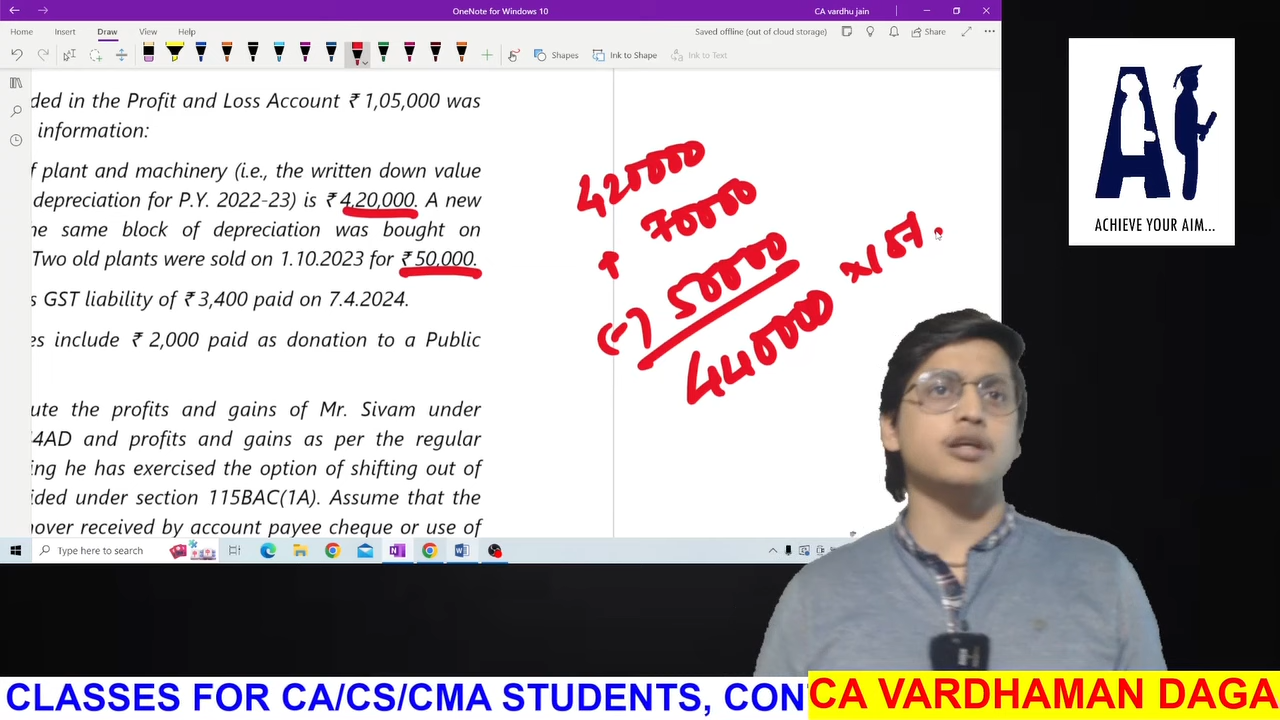 OneNote for Windows 10
CA vardhu jain
Home Insert Draw View Help
Saved offline (out of cloud storage)
Share
Shapes
Ink to Shape
Ink to Text
ded in the Profit and Loss Account ₹ 1,05,000 was
information:
f plant and machinery (i.e., the written down value
depreciation for P.Y. 2022-23) is ₹ 4,20,000. A new
ne same block of depreciation was bought on
Two old plants were sold on 1.10.2023 for ₹ 50,000.
s GST liability of ₹ 3,400 paid on 7.4.2024.
es include ₹ 2,000 paid as donation to a Public
ute the profits and gains of Mr. Sivam under
4AD and profits and gains as per the regular
ing he has exercised the option of shifting out of
ided under section 115BAC(1A). Assume that the
nover received by account payee cheque or use of
420000
+ 70000
(-) 50000
440000 ×15%
Type here to search
AI
ACHIEVE YOUR AIM...
CLASSES FOR CA/CS/CMA STUDENTS, CON
CA VARDHAMAN DAGA